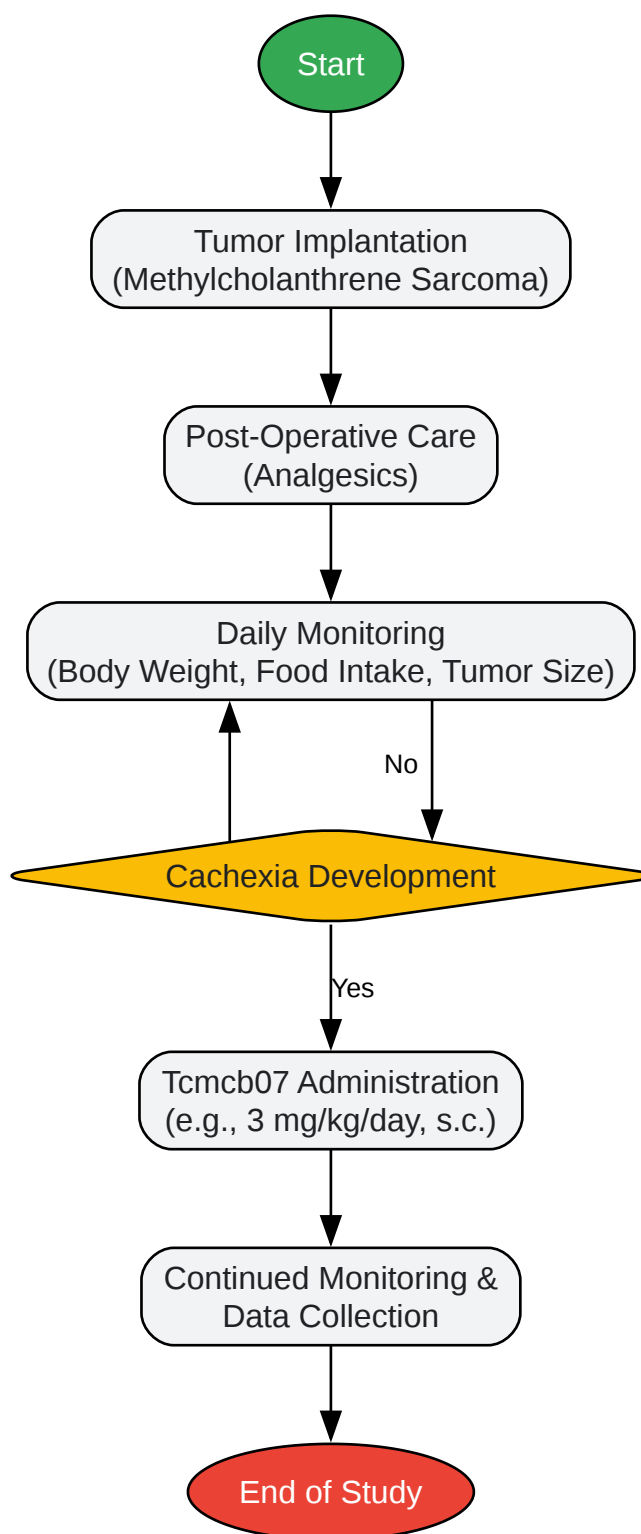 Start
Tumor Implantation
(Methylcholanthrene Sarcoma)
Post-Operative Care
(Analgesics)
Daily Monitoring
(Body Weight, Food Intake, Tumor Size)
No
Cachexia Development
Yes
Tcmcb07 Administration
(e.g., 3 mg/kg/day, s.c.)
Continued Monitoring &
Data Collection
End of Study